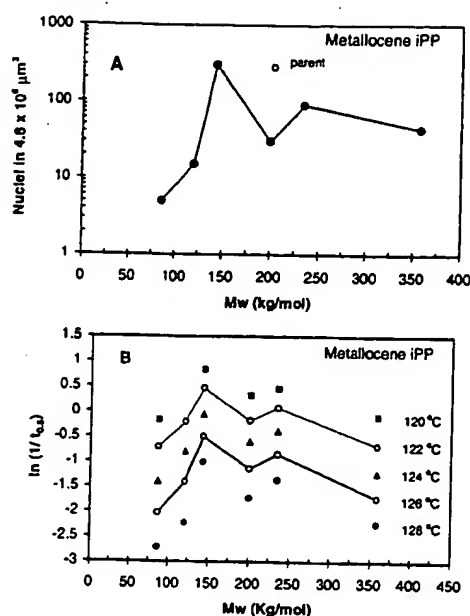 1000
100
10
1
Nuclei in 4.6 x 10⁶ µm³
A
Metallocene iPP
parent
0 50 100 150 200 250 300 350 400
Mw (kg/mol)
1.5
1
0.5
0
-0.5
-1
-1.5
-2
-2.5
-3
ln (1/ t₀.₅)
B
Metallocene iPP
120 °C
122 °C
124 °C
126 °C
128 °C
0 50 100 150 200 250 300 350 400 450
Mw (Kg/mol)